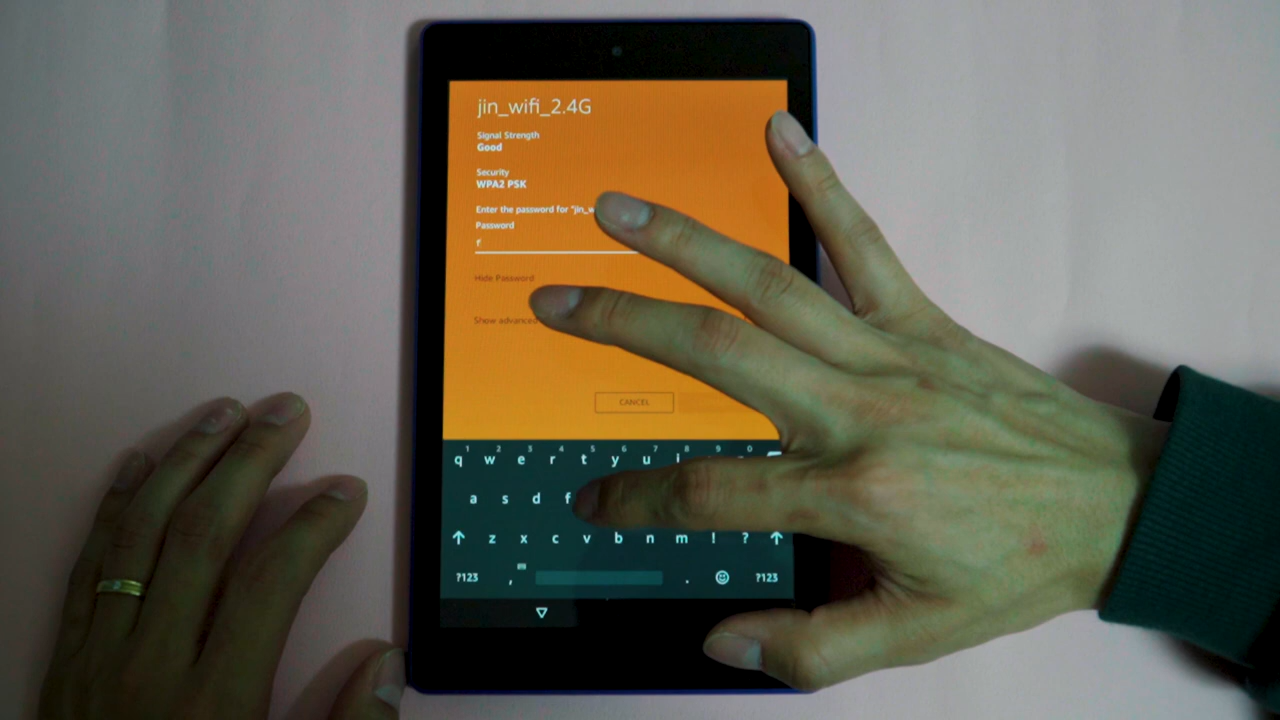 jin_wifi_2.4G
Signal Strength
Good
Security
WPA2 PSK
Enter the password for "jin_w
Password
f
Hide Password
Show advanced
CANCEL
1 2 3 4 5 6 7 8 9 0
q w e r t y u i
a s d f
z x c v b n m ! ?
?123 , . ?123